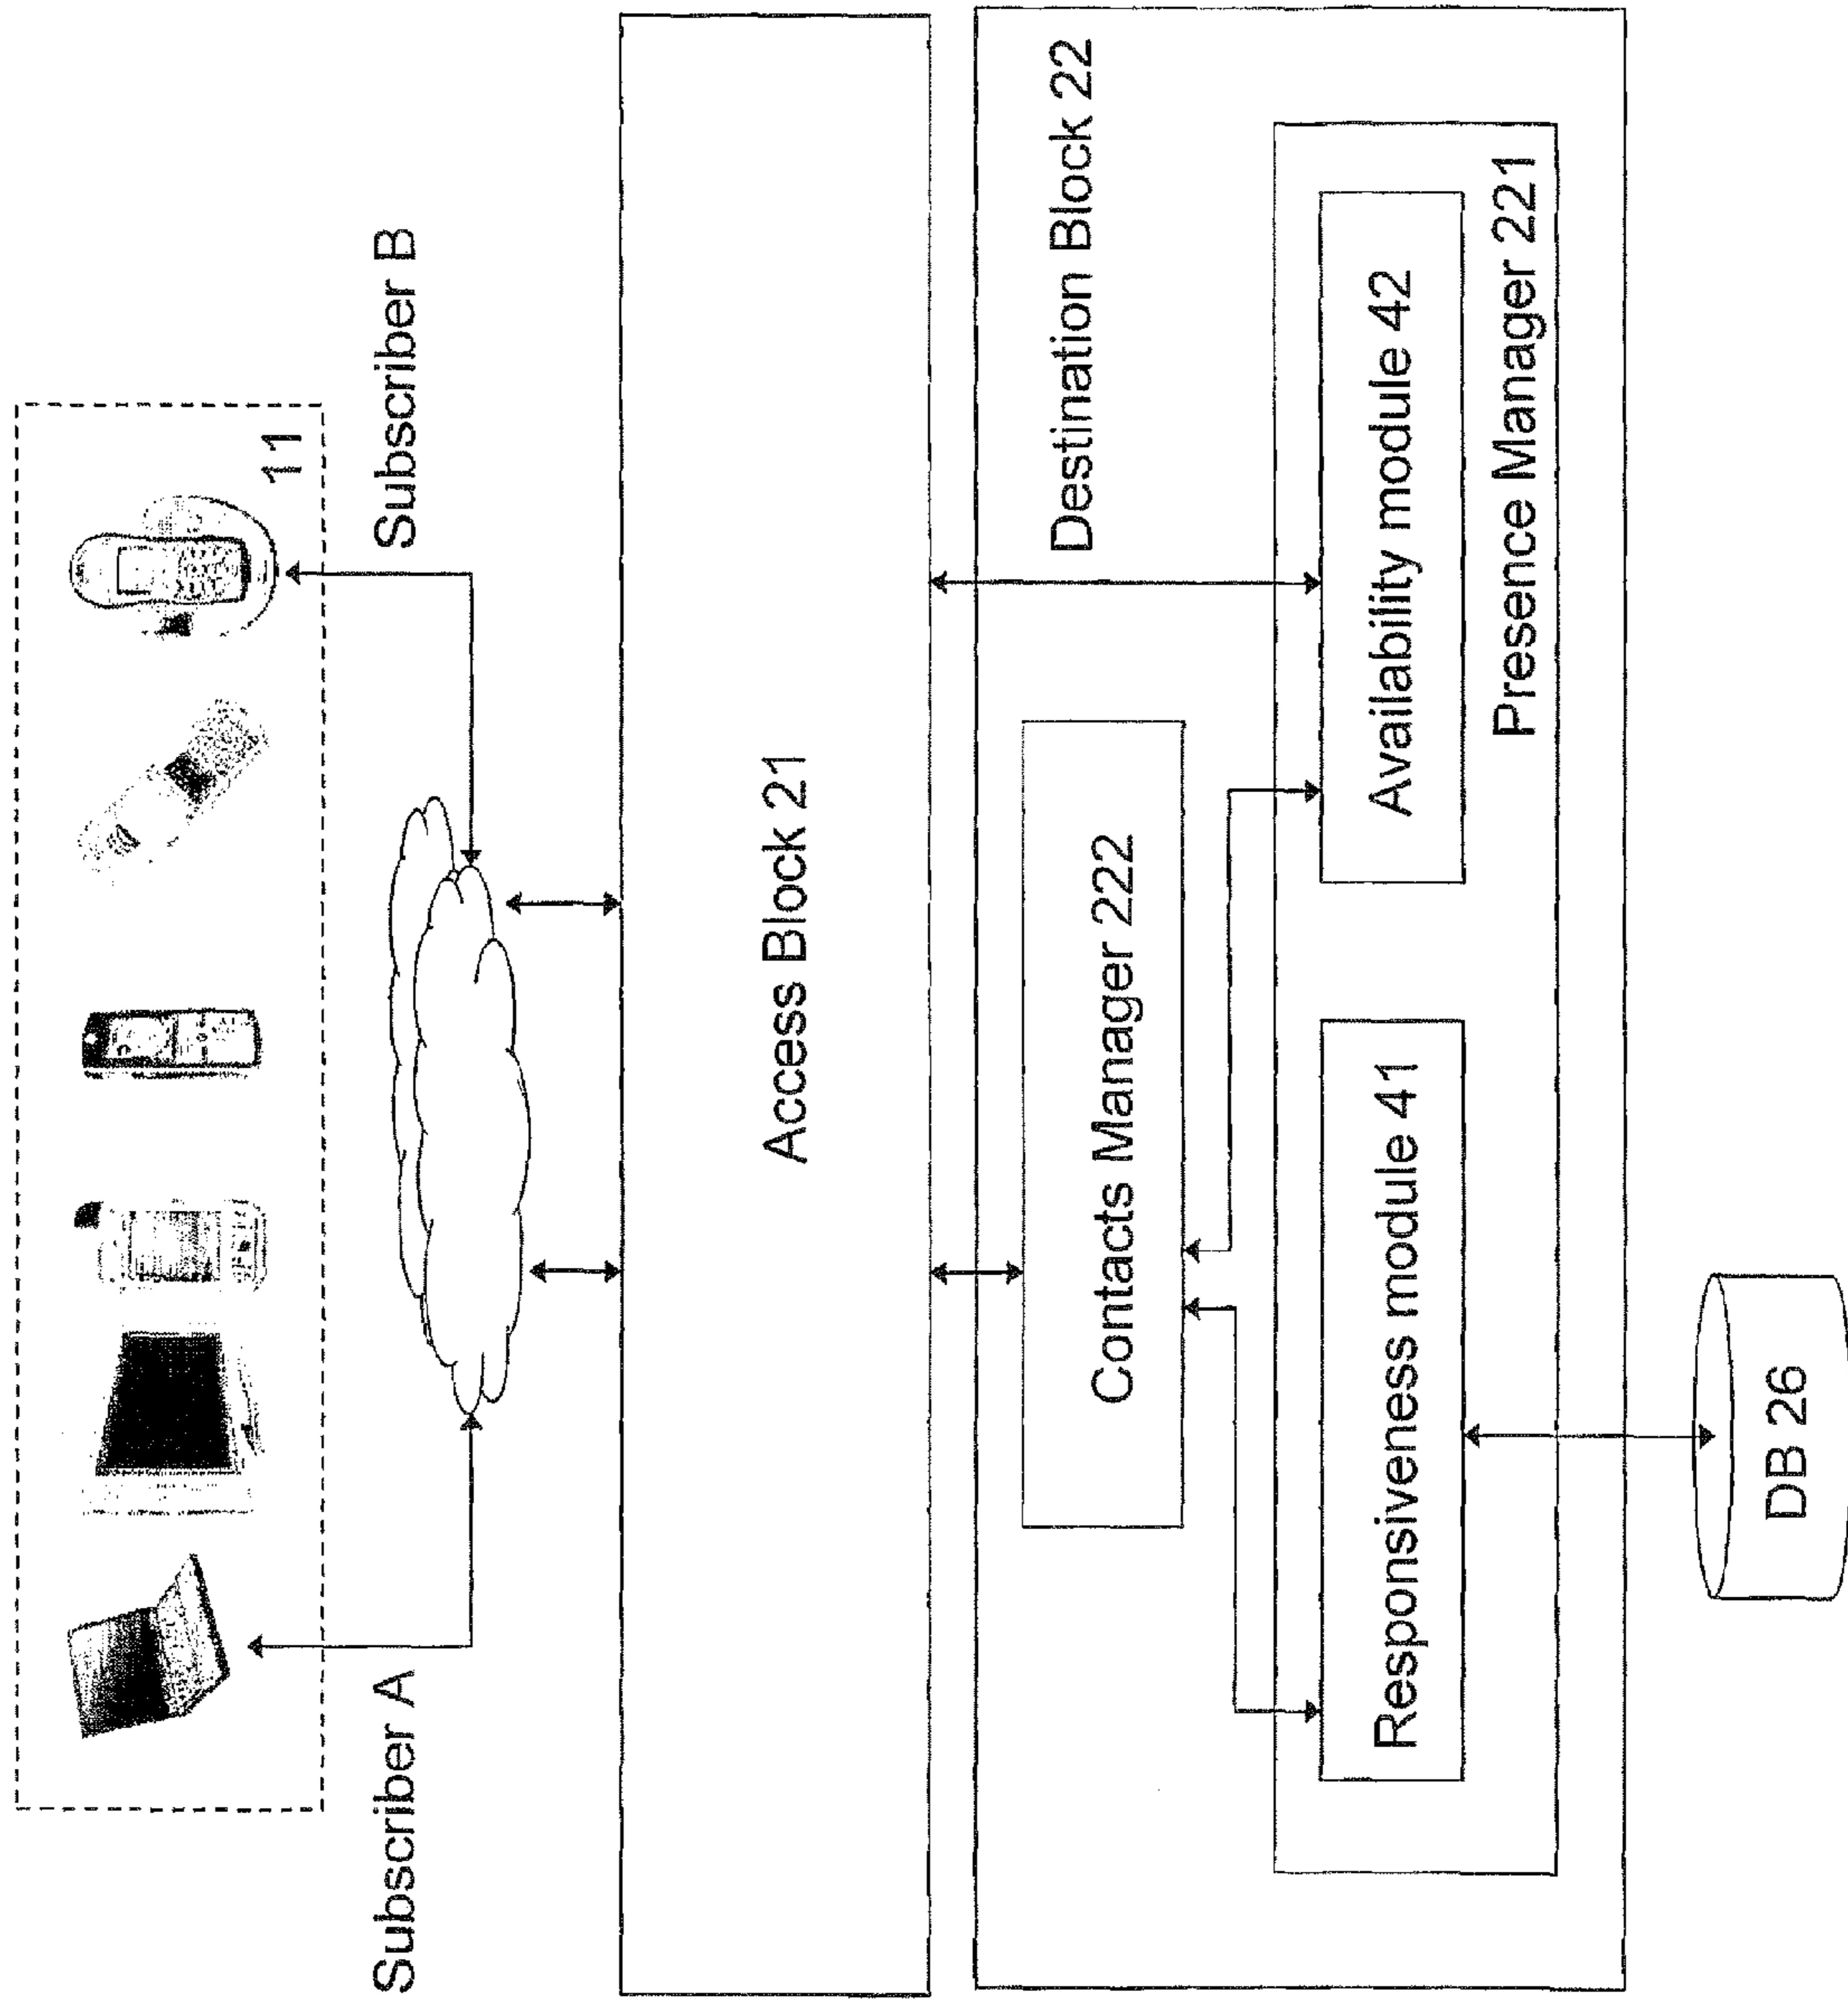 11
Subscriber A
Subscriber B
Access Block 21
Destination Block 22
Contacts Manager 222
Responsiveness module 41
Availability module 42
Presence Manager 221
DB 26